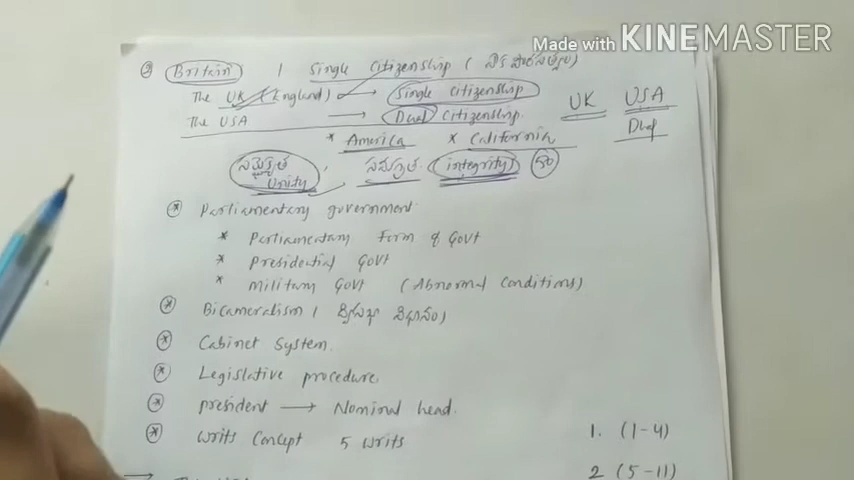 Made with KINEMASTER
② Britain / Single Citizenship (ఏక పౌరసత్వం)
The UK (England) → Single Citizenship UK USA
The USA → Dual Citizenship. Dual
* America * California
సమైక్యత Unity, సమగ్రత (integrity) 50
* Parliamentary government
* Parliamentary Form of Govt
* Presidential Govt
* Military Govt (Abnormal Conditions)
* Bicameralism / ద్విసభా విధానం)
* Cabinet System.
* Legislative procedure
* president → Nominal head.
* Writs Concept 5 writs
1. (1-4)
2 (5-11)